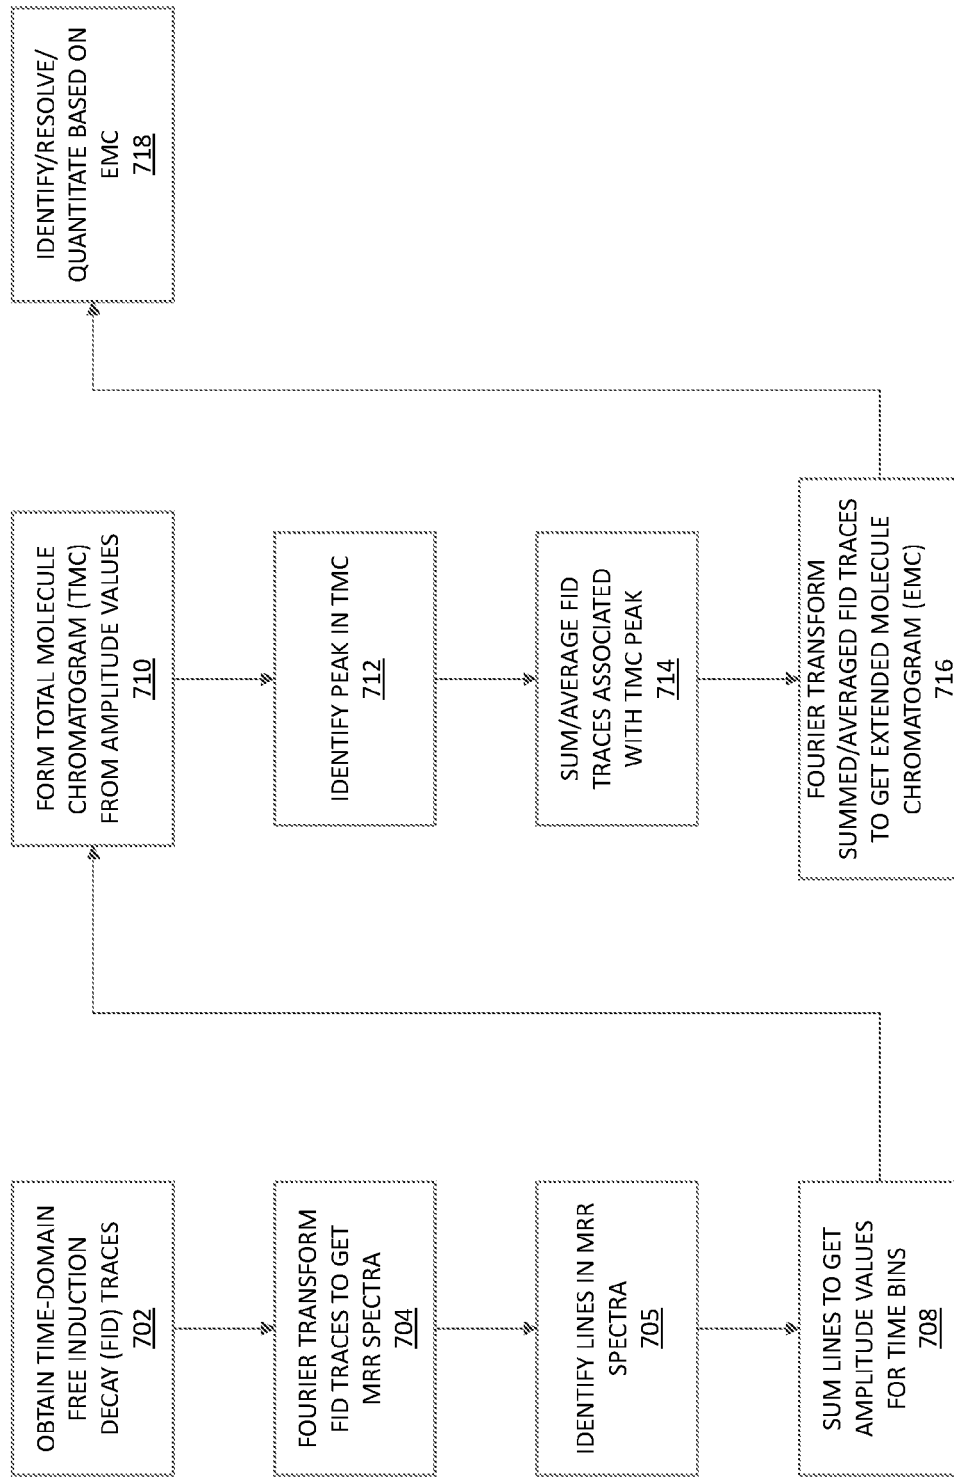 OBTAIN TIME-DOMAIN
FREE INDUCTION
DECAY (FID) TRACES
702
FOURIER TRANSFORM
FID TRACES TO GET
MRR SPECTRA
704
IDENTIFY LINES IN MRR
SPECTRA
705
SUM LINES TO GET
AMPLITUDE VALUES
FOR TIME BINS
708
FORM TOTAL MOLECULE
CHROMATOGRAM (TMC)
FROM AMPLITUDE VALUES
710
IDENTIFY PEAK IN TMC
712
SUM/AVERAGE FID
TRACES ASSOCIATED
WITH TMC PEAK
714
FOURIER TRANSFORM
SUMMED/AVERAGED FID TRACES
TO GET EXTENDED MOLECULE
CHROMATOGRAM (EMC)
716
IDENTIFY/RESOLVE/
QUANTITATE BASED ON
EMC
718